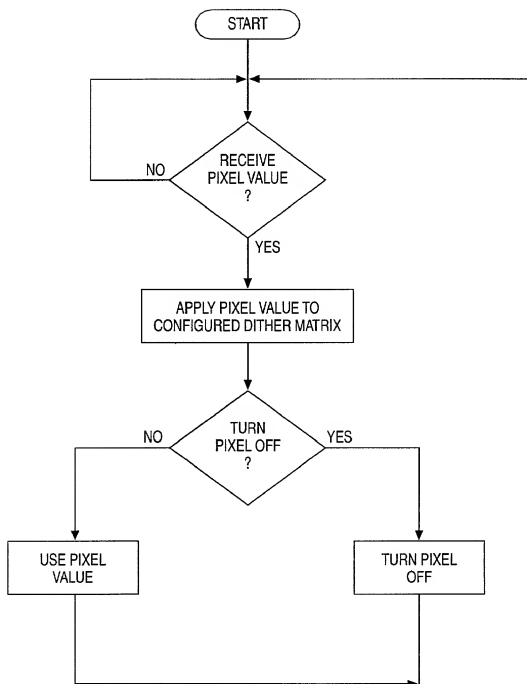 START
RECEIVE
PIXEL VALUE
?
NO
YES
APPLY PIXEL VALUE TO
CONFIGURED DITHER MATRIX
TURN
PIXEL OFF
?
NO
YES
USE PIXEL
VALUE
TURN PIXEL
OFF